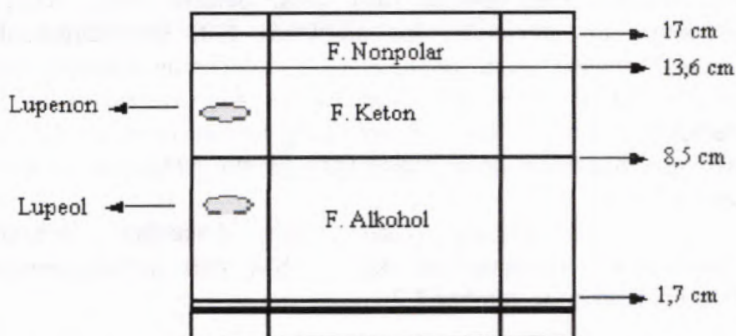 17 cm
F. Nonpolar
13,6 cm
Lupenon
F. Keton
8,5 cm
Lupeol
F. Alkohol
1,7 cm